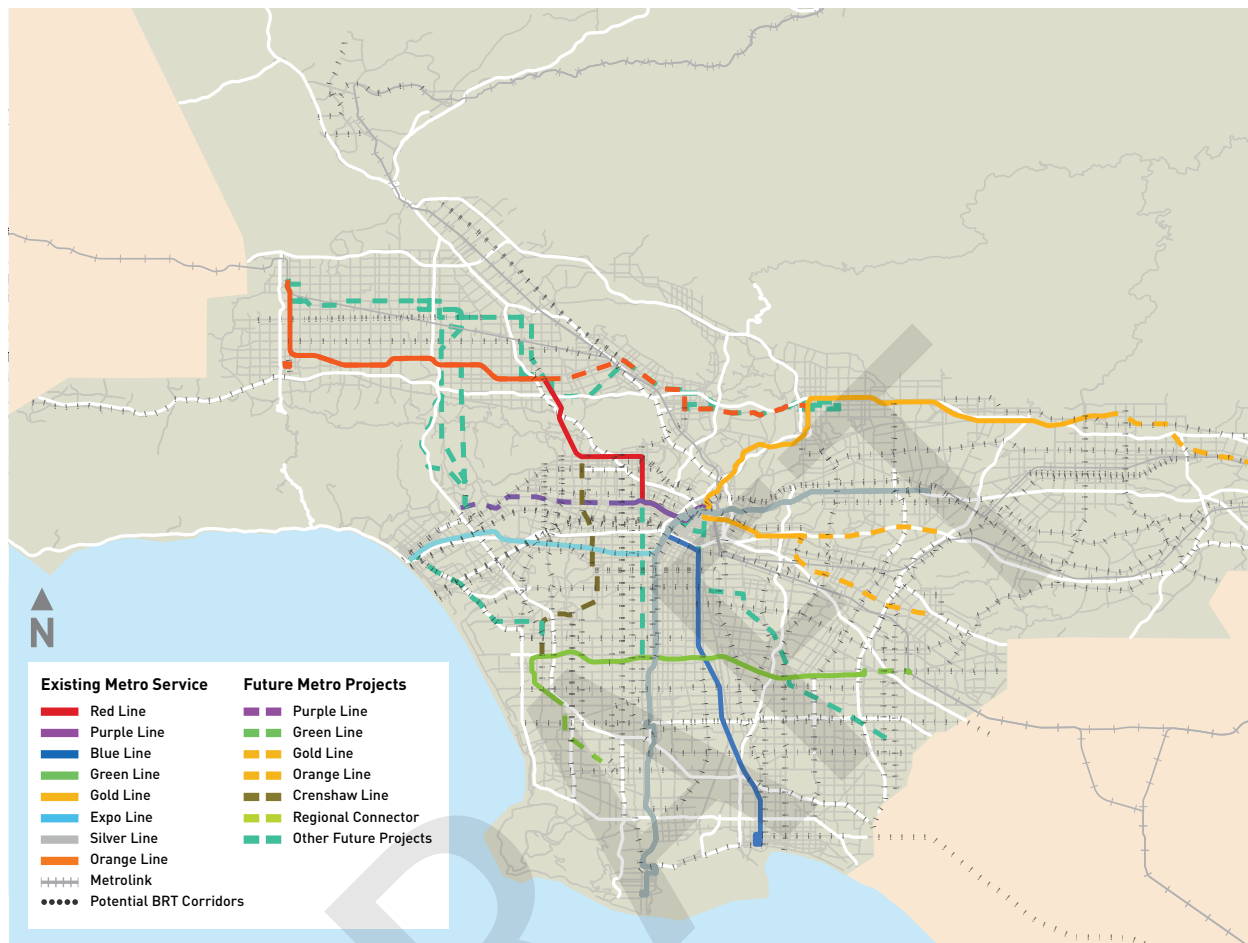 N
Existing Metro Service
Red Line
Purple Line
Blue Line
Green Line
Gold Line
Expo Line
Silver Line
Orange Line
Metrolink
Potential BRT Corridors
Future Metro Projects
Purple Line
Green Line
Gold Line
Orange Line
Crenshaw Line
Regional Connector
Other Future Projects
DRAFT